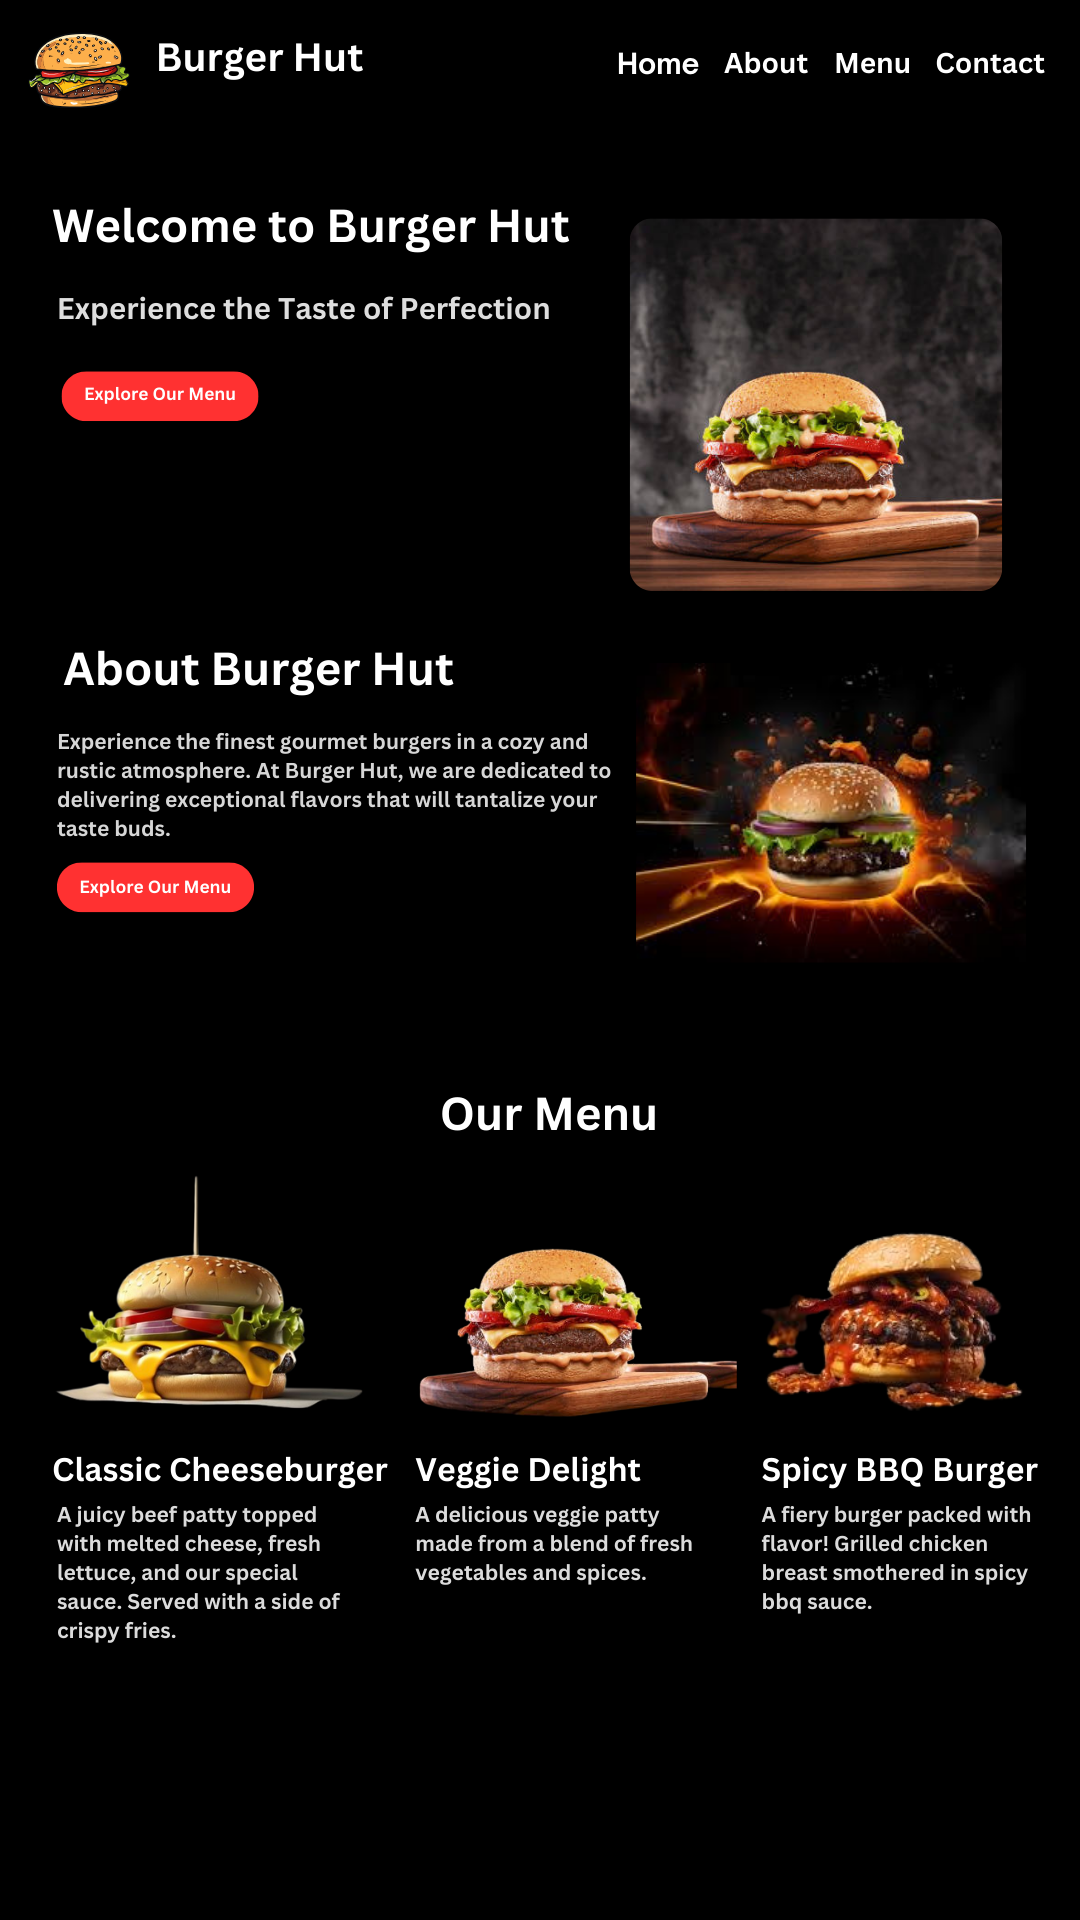 Burger Hut
Home About Menu Contact
Welcome to Burger Hut
Experience the Taste of Perfection
Explore Our Menu
About Burger Hut
Experience the finest gourmet burgers in a cozy and
rustic atmosphere. At Burger Hut, we are dedicated to
delivering exceptional flavors that will tantalize your
taste buds.
Explore Our Menu
Our Menu
Classic Cheeseburger
A juicy beef patty topped
with melted cheese, fresh
lettuce, and our special
sauce. Served with a side of
crispy fries.
Veggie Delight
A delicious veggie patty
made from a blend of fresh
vegetables and spices.
Spicy BBQ Burger
A fiery burger packed with
flavor! Grilled chicken
breast smothered in spicy
bbq sauce.